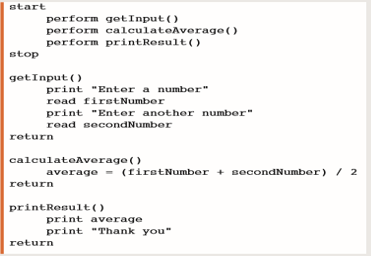 start
perform getInput()
perform calculateAverage()
perform printResult()
stop
getInput()
print "Enter a number"
read firstNumber
print "Enter another number"
read secondNumber
return
calculateAverage()
average = (firstNumber + secondNumber) / 2
return
printResult()
print average
print "Thank you"
return